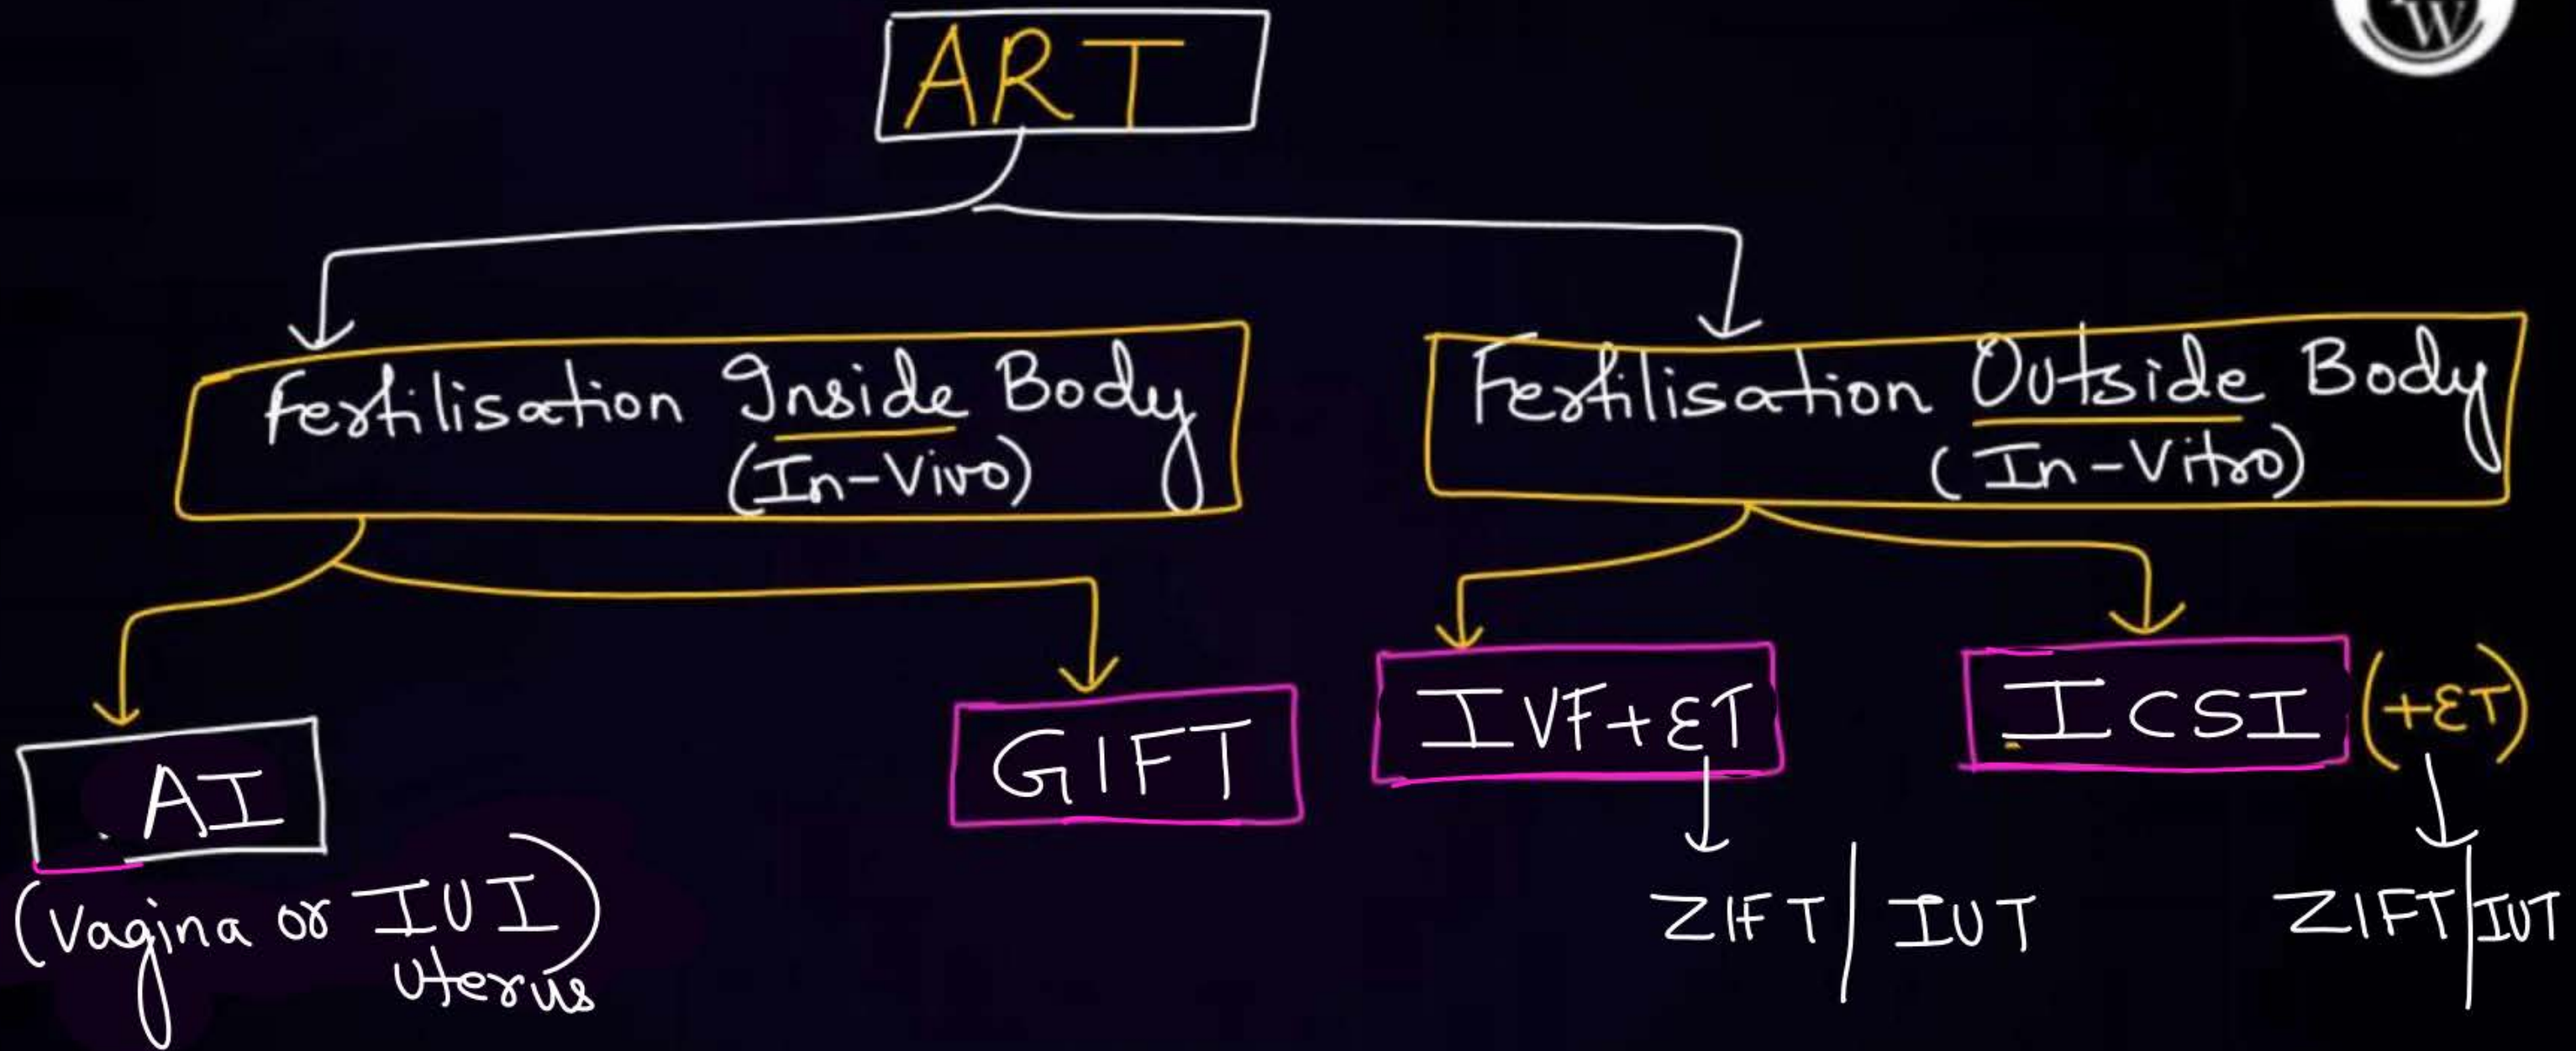 W
ART
Fertilisation Inside Body
(In-Vivo)
Fertilisation Outside Body
(In-Vitro)
AI
(Vagina or IUI)
uterus
GIFT
IVF+ET
ZIFT | IUT
ICSI (+ET)
ZIFT | IUT